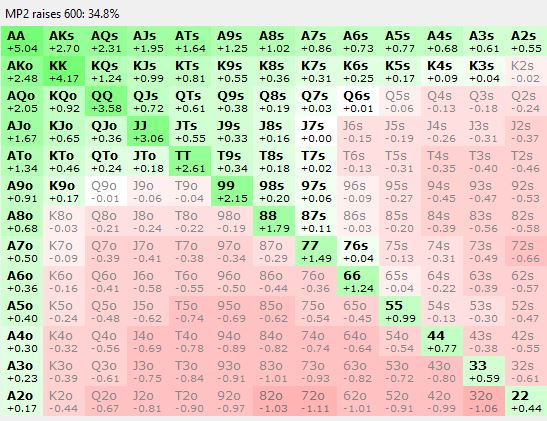 MP2 raises 600: 34.8%
AA AKs AQs AJs ATs A9s A8s A7s A6s A5s A4s A3s A2s
+5.04 +2.70 +2.31 +1.95 +1.64 +1.25 +1.02 +0.86 +0.73 +0.77 +0.68 +0.61 +0.55
AKo KK KQs KJs KTs K9s K8s K7s K6s K5s K4s K3s K2s
+2.48 +4.17 +1.24 +0.99 +0.81 +0.55 +0.36 +0.31 +0.25 +0.17 +0.09 +0.04 -0.02
AQo KQo QQ QJs QTs Q9s Q8s Q7s Q6s Q5s Q4s Q3s Q2s
+2.05 +0.92 +3.58 +0.72 +0.61 +0.38 +0.19 +0.03 +0.01 -0.06 -0.13 -0.18 -0.24
AJo KJo QJo JJ JTs J9s J8s J7s J6s J5s J4s J3s J2s
+1.67 +0.65 +0.36 +3.06 +0.55 +0.33 +0.16 +0.00 -0.15 -0.19 -0.26 -0.31 -0.37
ATo KTo QTo JTo TT T9s T8s T7s T6s T5s T4s T3s T2s
+1.34 +0.46 +0.24 +0.18 +2.61 +0.34 +0.18 +0.02 -0.13 -0.31 -0.35 -0.40 -0.46
A9o K9o Q9o J9o T9o 99 98s 97s 96s 95s 94s 93s 92s
+0.91 +0.17 -0.01 -0.06 -0.04 +2.15 +0.20 +0.06 -0.09 -0.27 -0.45 -0.47 -0.53
A8o K8o Q8o J8o T8o 98o 88 87s 86s 85s 84s 83s 82s
+0.68 -0.03 -0.21 -0.24 -0.22 -0.19 +1.79 +0.11 -0.03 -0.20 -0.39 -0.56 -0.58
A7o K7o Q7o J7o T7o 97o 87o 77 76s 75s 74s 73s 72s
+0.50 -0.09 -0.39 -0.41 -0.38 -0.34 -0.29 +1.49 +0.04 -0.13 -0.31 -0.49 -0.66
A6o K6o Q6o J6o T6o 96o 86o 76o 66 65s 64s 63s 62s
+0.36 -0.16 -0.41 -0.58 -0.55 -0.50 -0.44 -0.36 +1.24 -0.04 -0.22 -0.39 -0.57
A5o K5o Q5o J5o T5o 95o 85o 75o 65o 55 54s 53s 52s
+0.40 -0.24 -0.48 -0.62 -0.74 -0.69 -0.62 -0.54 -0.45 +0.99 -0.13 -0.30 -0.47
A4o K4o Q4o J4o T4o 94o 84o 74o 64o 54o 44 43s 42s
+0.30 -0.32 -0.56 -0.69 -0.78 -0.89 -0.82 -0.74 -0.64 -0.54 +0.77 -0.38 -0.55
A3o K3o Q3o J3o T3o 93o 83o 73o 63o 53o 43o 33 32s
+0.23 -0.39 -0.61 -0.75 -0.84 -0.91 -1.01 -0.93 -0.82 -0.72 -0.80 +0.59 -0.61
A2o K2o Q2o J2o T2o 92o 82o 72o 62o 52o 42o 32o 22
+0.17 -0.44 -0.67 -0.81 -0.90 -0.97 -1.03 -1.11 -1.01 -0.91 -0.99 -1.06 +0.44